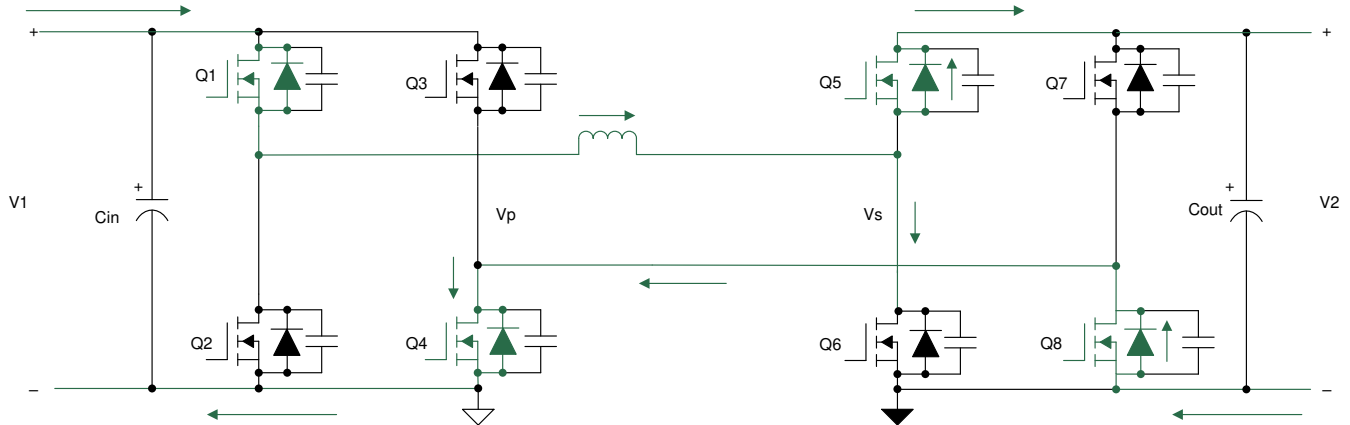 + +
Q1 Q3 Q5 Q7
+ +
V1 Cin Vp Vs Cout V2
Q2 Q4 Q6 Q8
– –